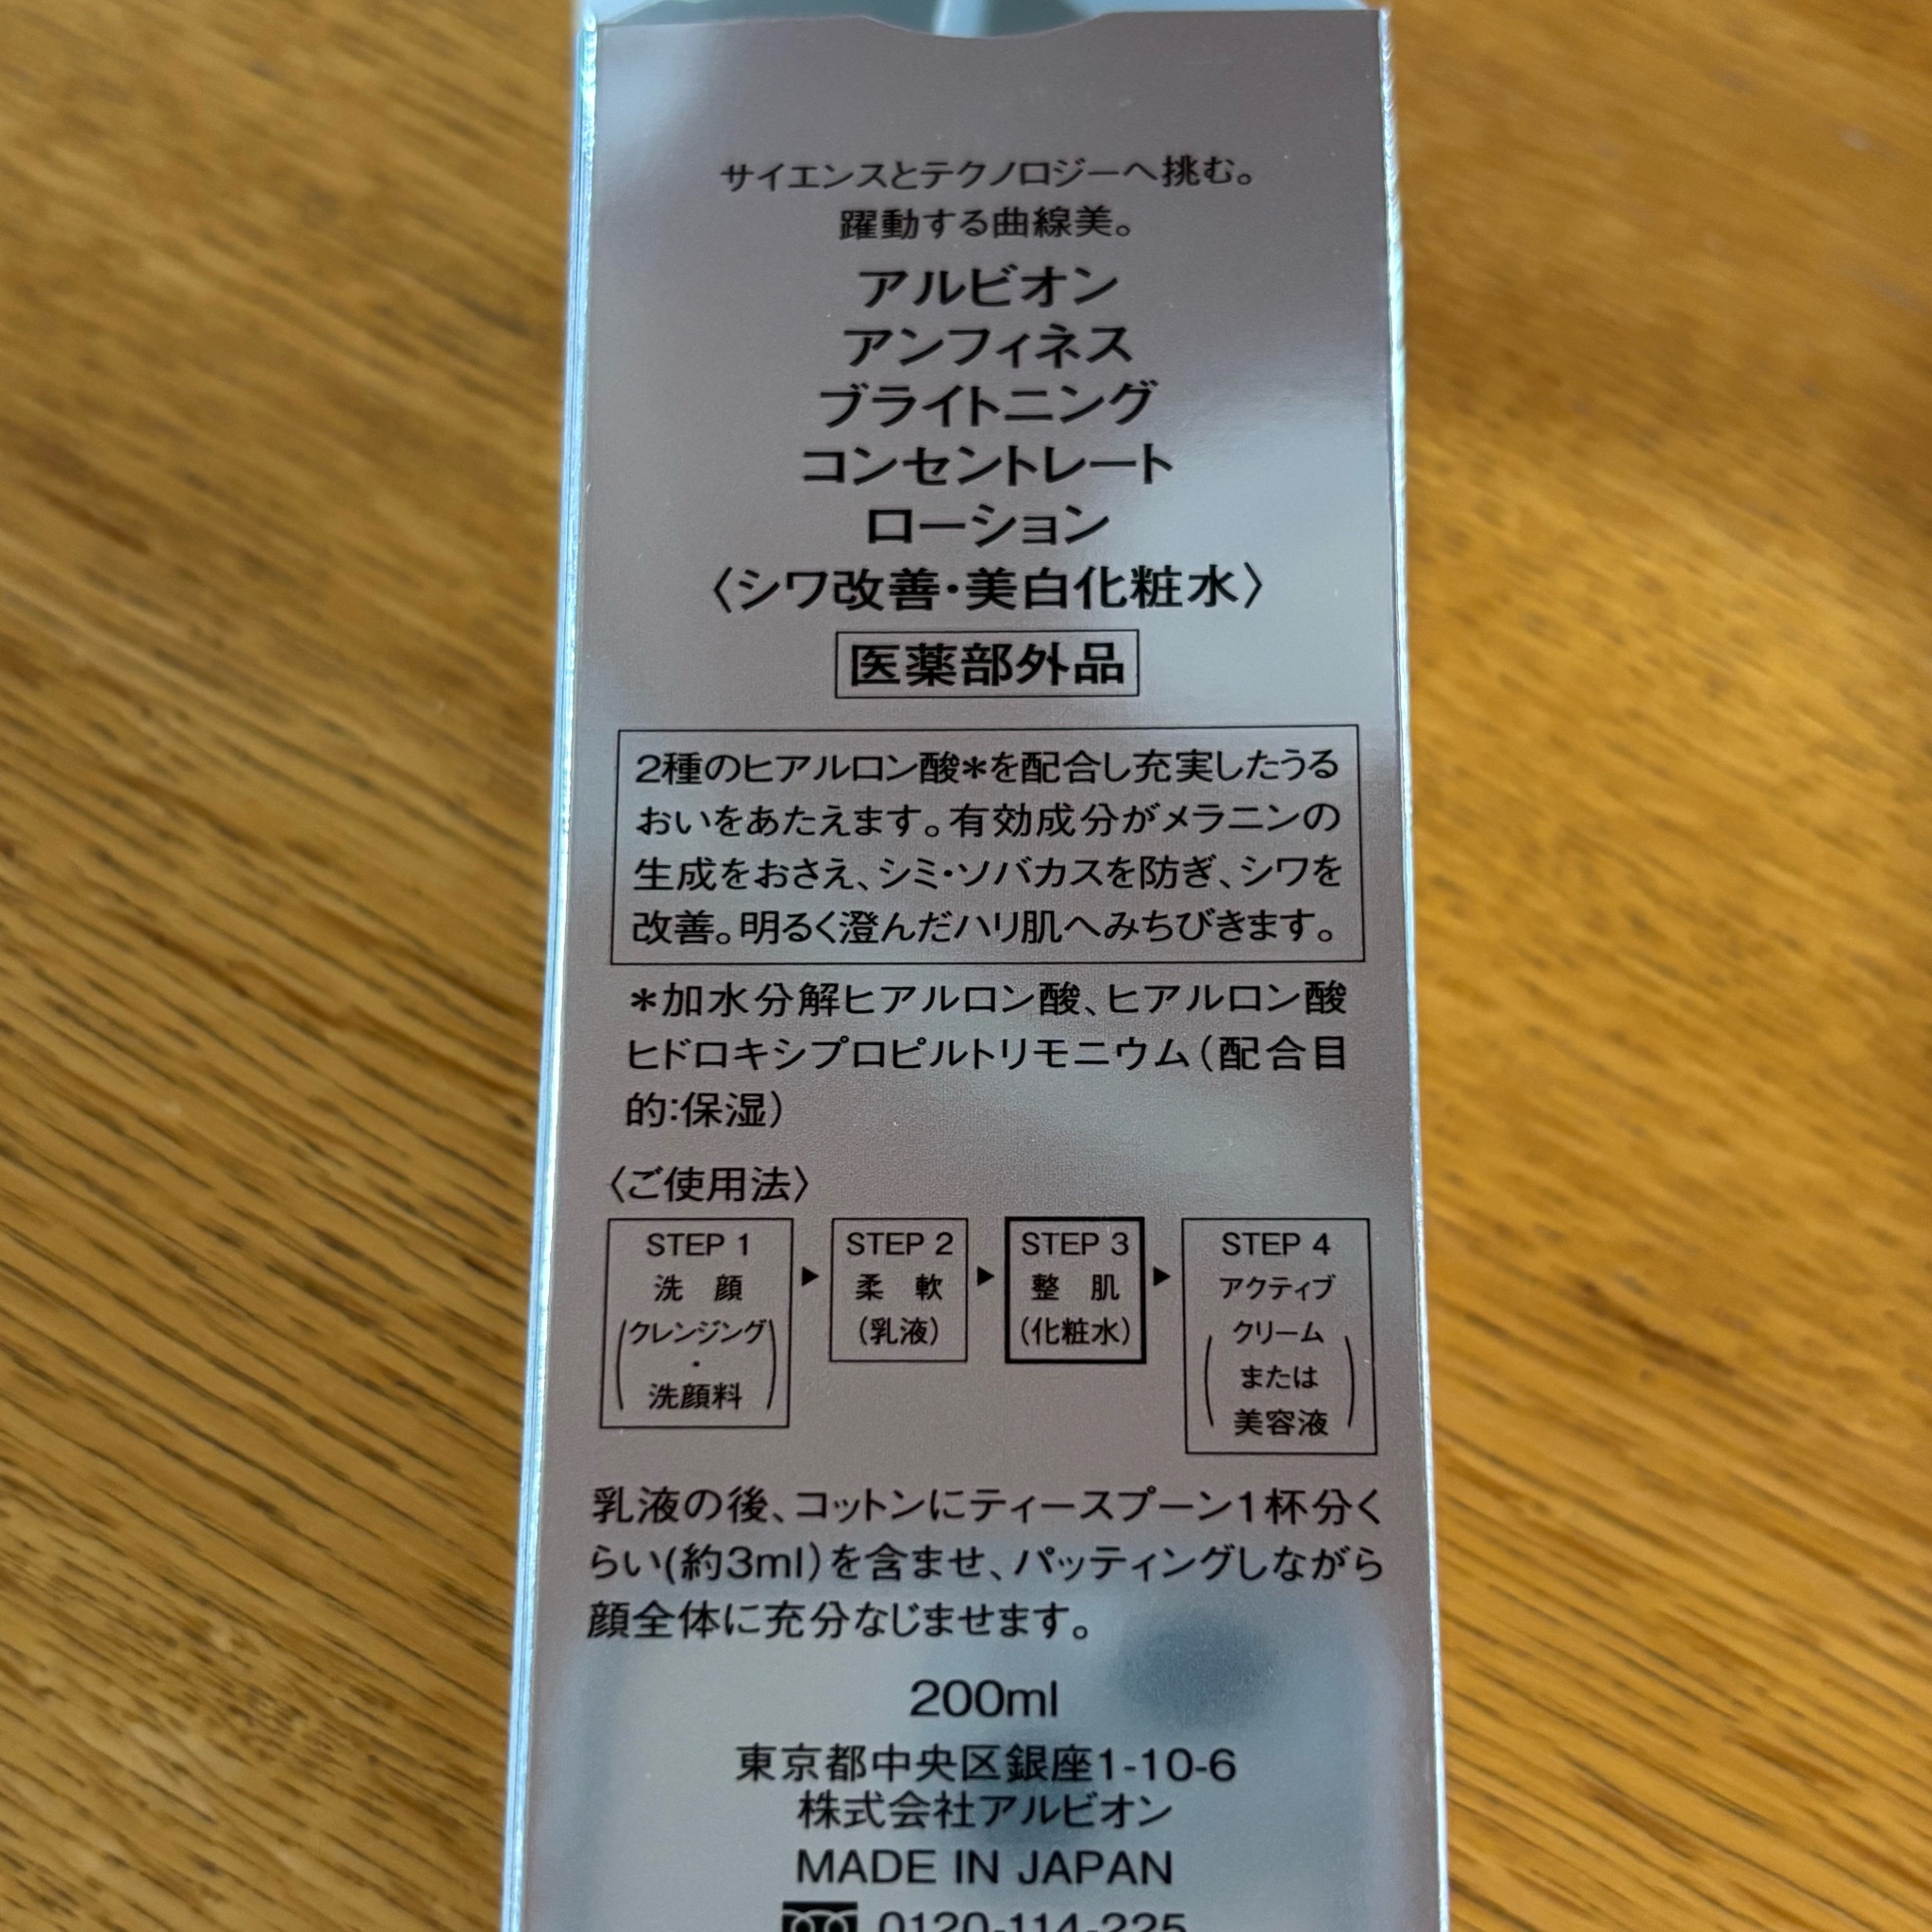 サイエンスとテクノロジーへ挑む。
躍動する曲線美。
アルビオン
アンフィネス
ブライトニング
コンセントレート
ローション
〈シワ改善・美白化粧水〉
医薬部外品
2種のヒアルロン酸＊を配合し充実したうる
おいをあたえます。有効成分がメラニンの
生成をおさえ、シミ・ソバカスを防ぎ、シワを
改善。明るく澄んだハリ肌へみちびきます。
＊加水分解ヒアルロン酸、ヒアルロン酸
ヒドロキシプロピルトリモニウム（配合目
的：保湿）
〈ご使用法〉
STEP 1
洗 顔
（クレンジング
・
洗顔料）
STEP 2
柔 軟
（乳液）
STEP 3
整 肌
（化粧水）
STEP 4
アクティブ
（クリーム
または
美容液）
乳液の後、コットンにティースプーン1杯分く
らい(約3ml)を含ませ、パッティングしながら
顔全体に充分なじませます。
200ml
東京都中央区銀座1-10-6
株式会社アルビオン
MADE IN JAPAN
0120-114-225